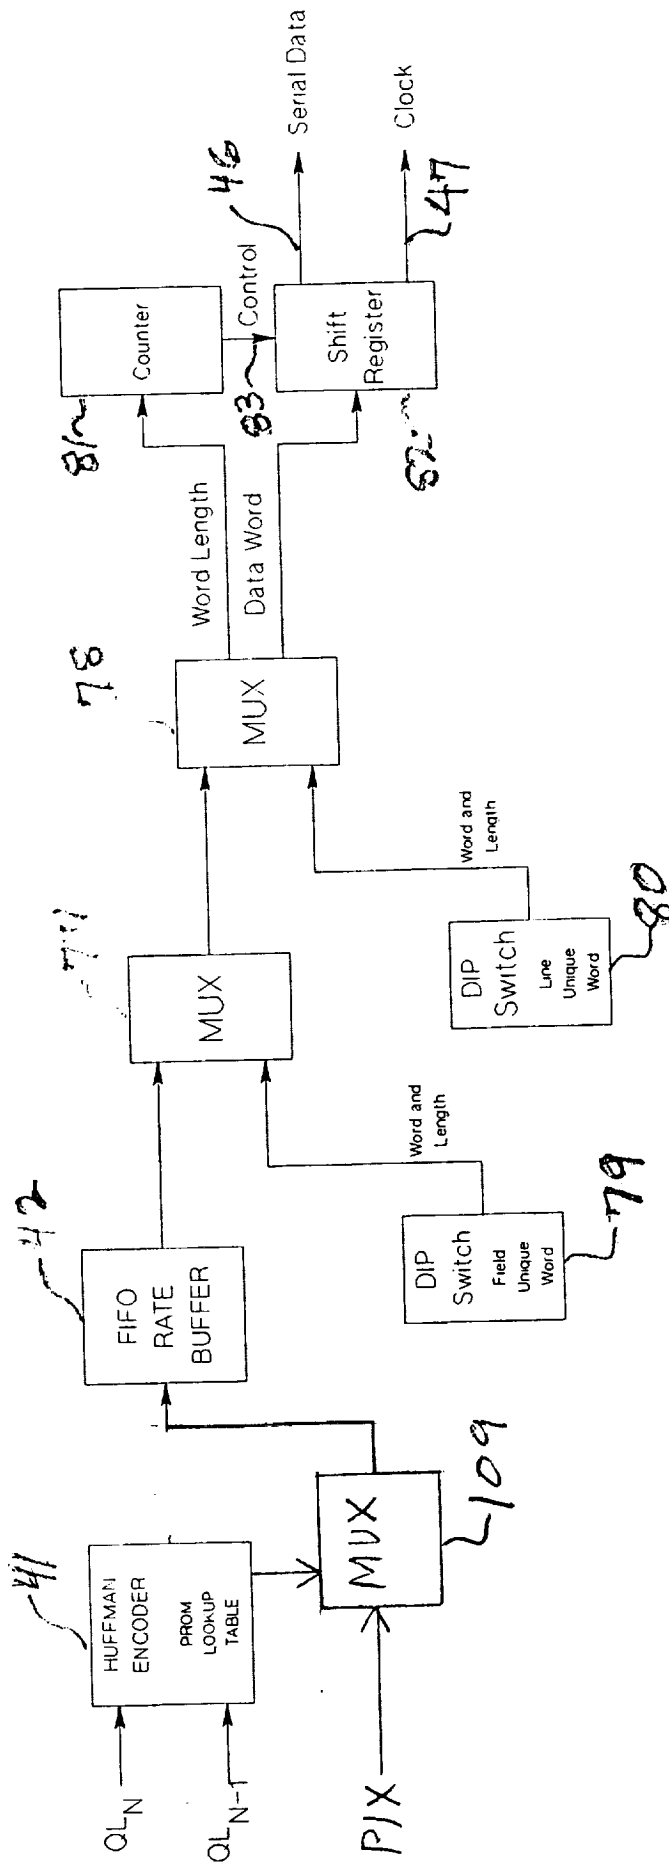 QL_N
QL_N-1
PIX
41
HUFFMAN
ENCODER
PROM
LOOKUP
TABLE
MUX
109
42
FIFO
RATE
BUFFER
DIP
Switch
Field
Unique
Word
79
Word and
Length
MUX
DIP
Switch
Line
Unique
Word
80
Word and
Length
78
MUX
Word Length
Data Word
81
Counter
83
Control
82
Shift
Register
46
Serial Data
47
Clock